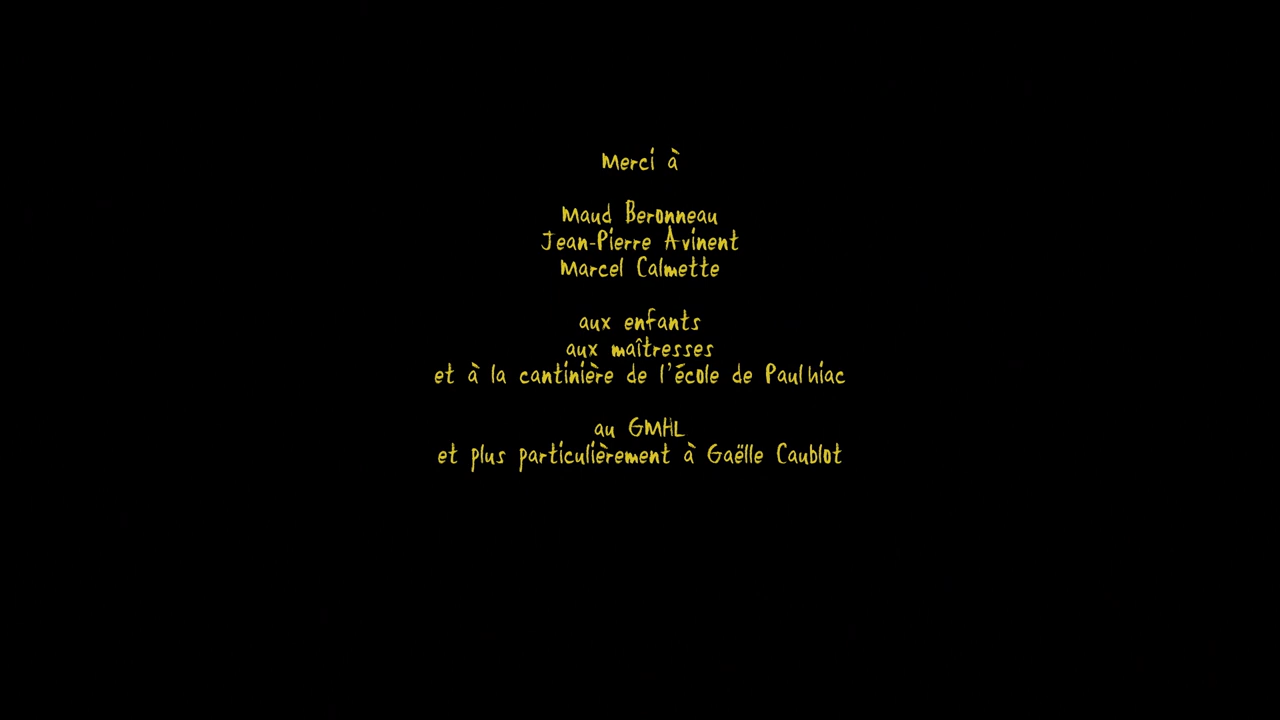 Merci à
Maud Beronneau
Jean-Pierre Avinent
Marcel Calmette
aux enfants
aux maîtresses
et à la cantinière de l'école de Paulhiac
au GMHL
et plus particulièrement à Gaëlle Caublot